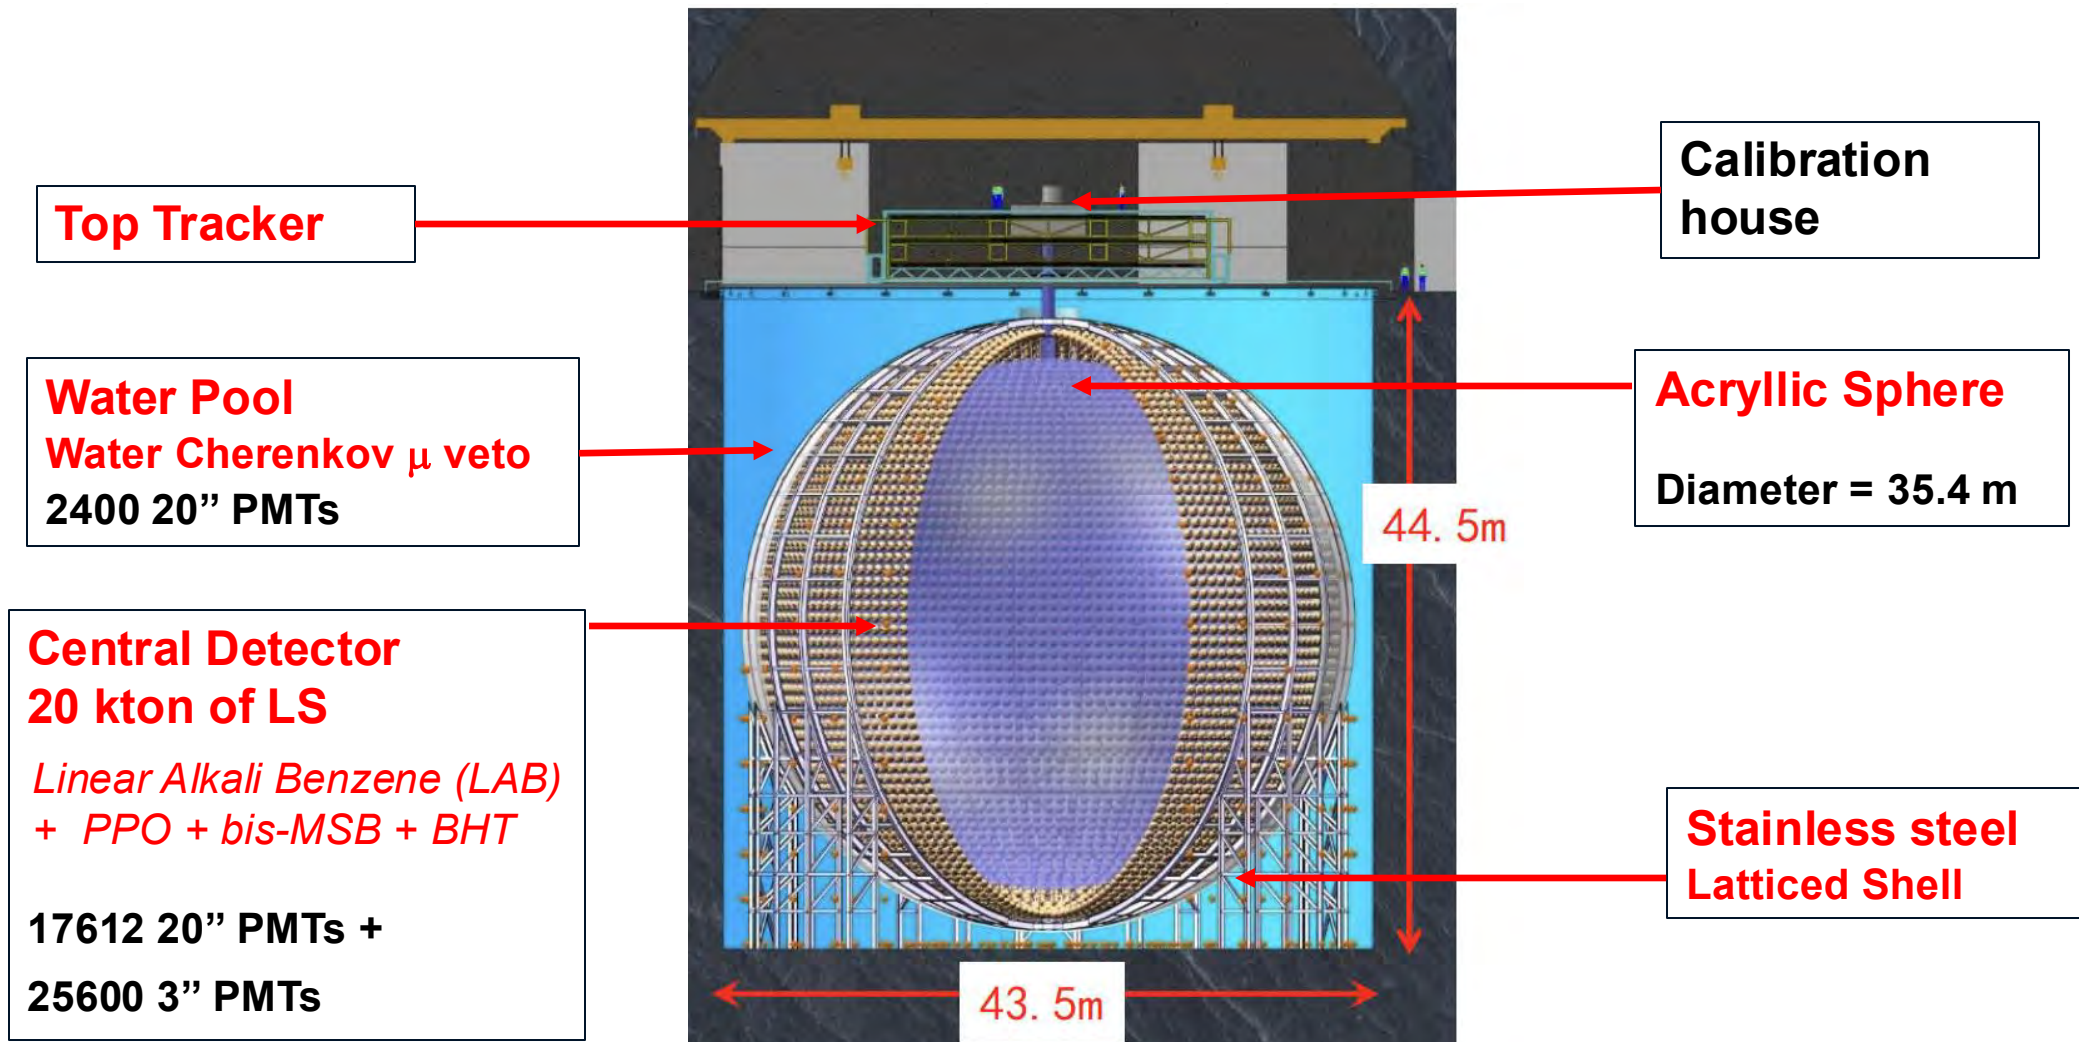 Top Tracker
Water Pool
Water Cherenkov μ veto
2400 20” PMTs
Central Detector
20 kton of LS
Linear Alkali Benzene (LAB)
+ PPO + bis-MSB + BHT
17612 20” PMTs +
25600 3” PMTs
Calibration
house
Acryllic Sphere
Diameter = 35.4 m
44. 5m
Stainless steel
Latticed Shell
43. 5m